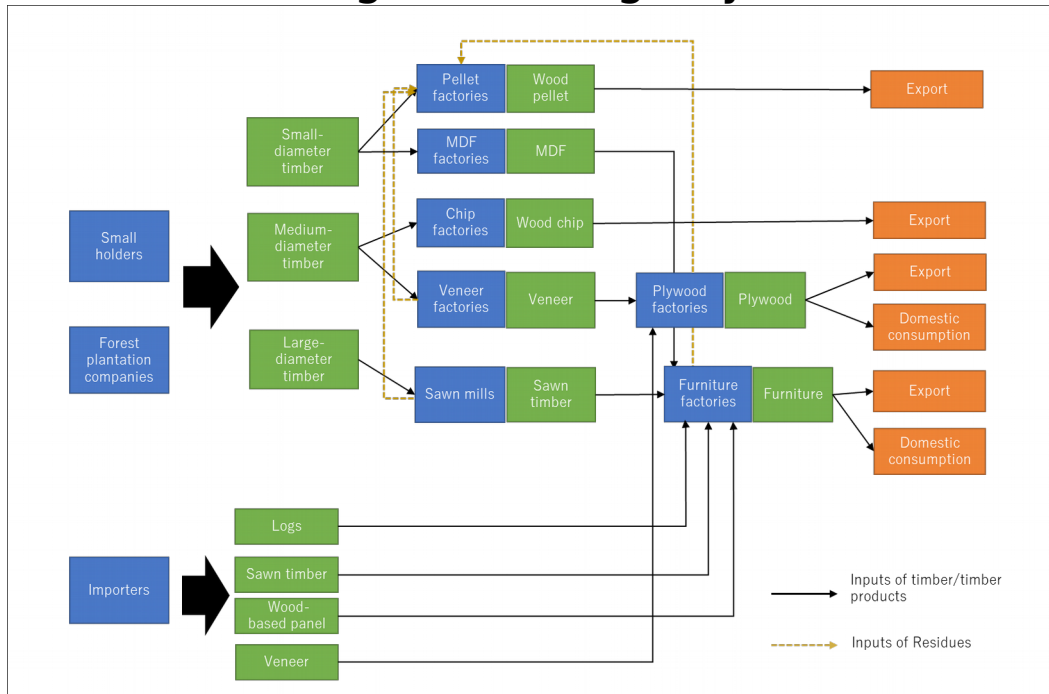 Pellet
factories
Wood
pellet
Export
Small-
diameter
timber
MDF
factories
MDF
Small
holders
Medium-
diameter
timber
Chip
factories
Wood chip
Export
Veneer
factories
Veneer
Plywood
factories
Plywood
Export
Domestic
consumption
Forest
plantation
companies
Large-
diameter
timber
Sawn mills
Sawn
timber
Furniture
factories
Furniture
Export
Domestic
consumption
Importers
Logs
Sawn timber
Wood-
based panel
Veneer
Inputs of timber/timber
products
Inputs of Residues